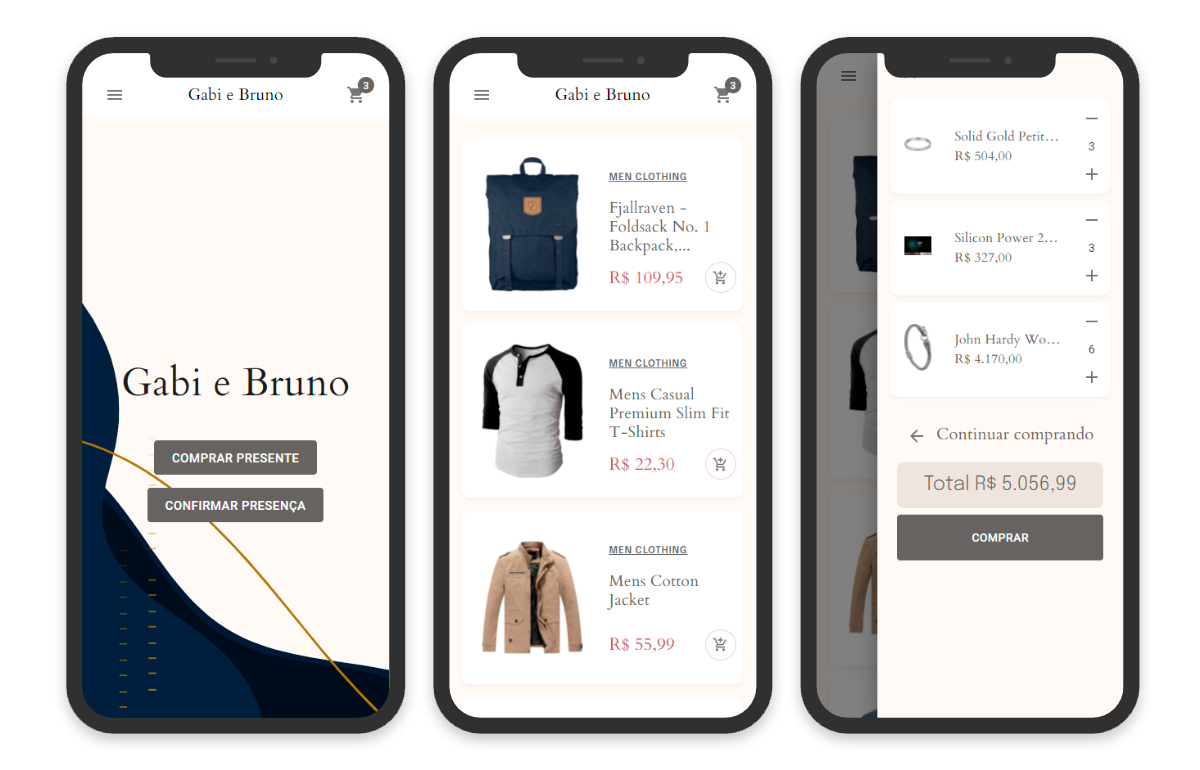 Gabi e Bruno
3
Gabi e Bruno
COMPRAR PRESENTE
CONFIRMAR PRESENÇA
Gabi e Bruno
3
MEN CLOTHING
Fjallraven -
Foldsack No. 1
Backpack,...
R$ 109,95
MEN CLOTHING
Mens Casual
Premium Slim Fit
T-Shirts
R$ 22,30
MEN CLOTHING
Mens Cotton
Jacket
R$ 55,99
Solid Gold Petit...
R$ 504,00
3
Silicon Power 2...
R$ 327,00
3
John Hardy Wo...
R$ 4.170,00
6
Continuar comprando
Total R$ 5.056,99
COMPRAR